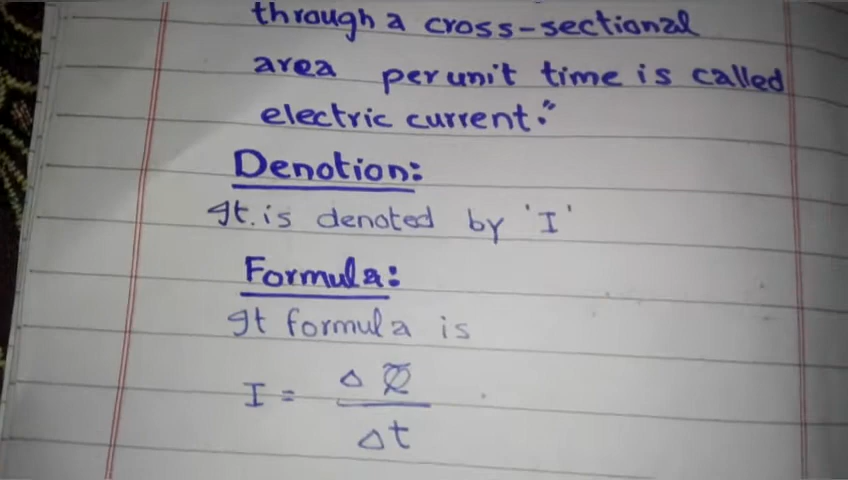 through a cross-sectional
area per unit time is called
electric current."
Denotion:
It.is denoted by 'I'
Formula:
It formula is
I = ΔQ
Δt